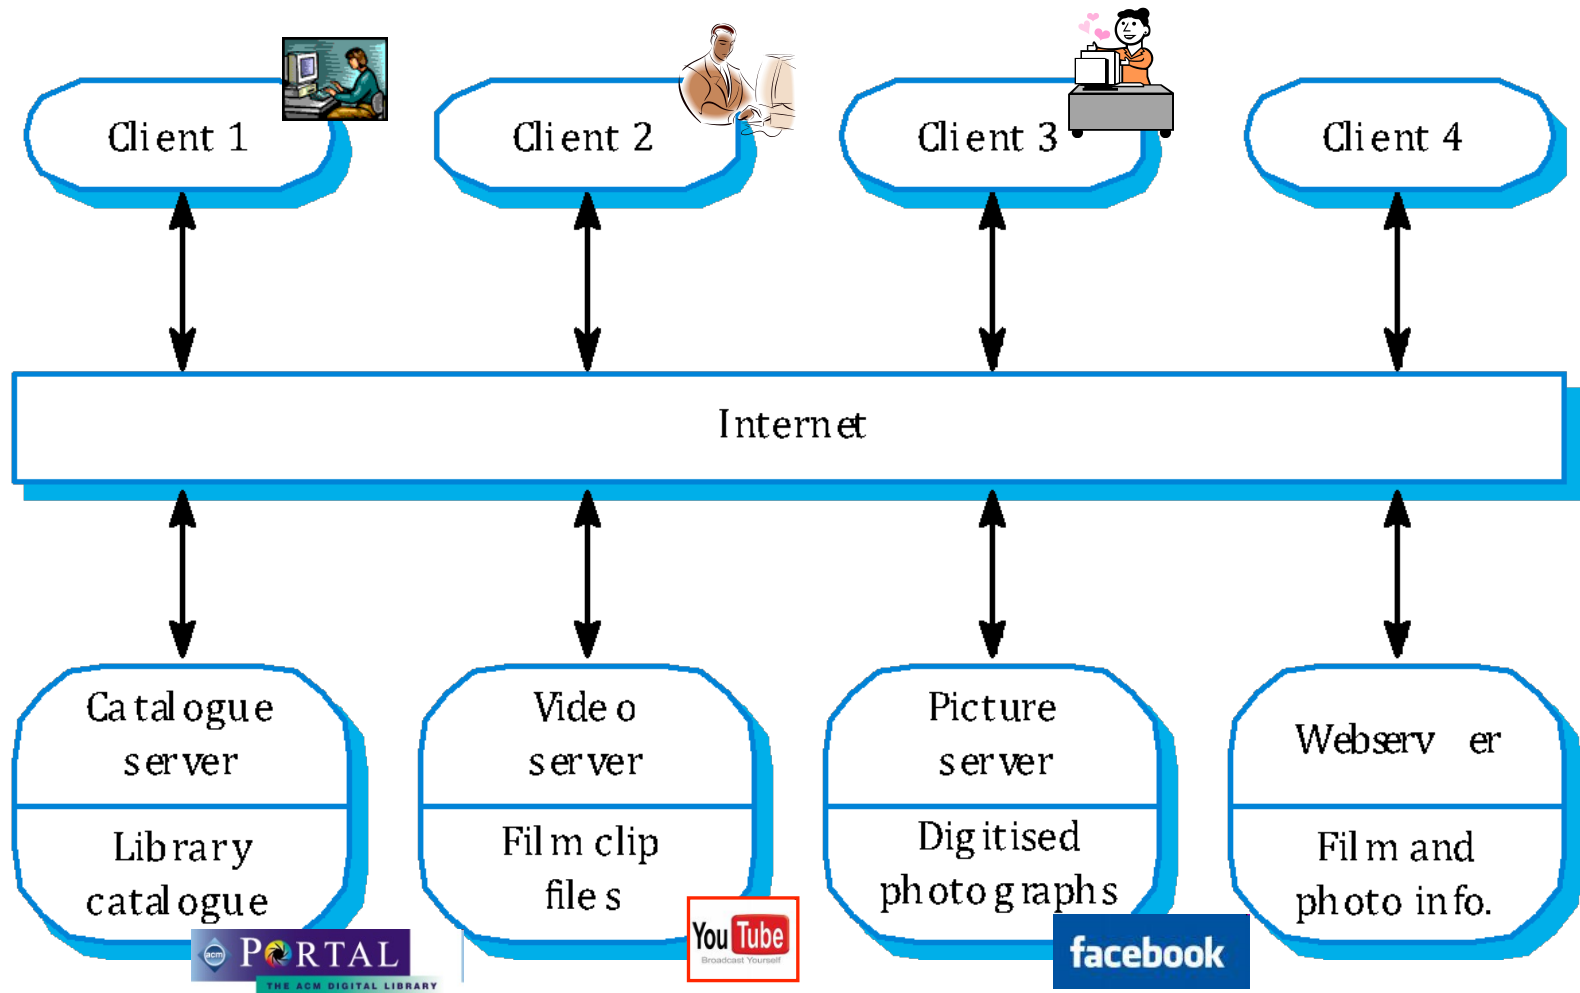 Client 1
Client 2
Client 3
Client 4
Internet
Catalogue
server
Library
catalogue
Video
server
Film clip
files
Picture
server
Digitised
photographs
Webserver
Film and
photo info.
acm PORTAL
THE ACM DIGITAL LIBRARY
YouTube
Broadcast Yourself
facebook